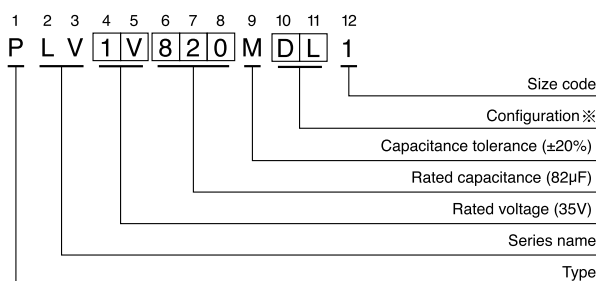 1 2 3 4 5 6 7 8 9 10 11 12
P L V 1 V 8 2 0 M D L 1
Size code
Configuration※
Capacitance tolerance (±20%)
Rated capacitance (82µF)
Rated voltage (35V)
Series name
Type